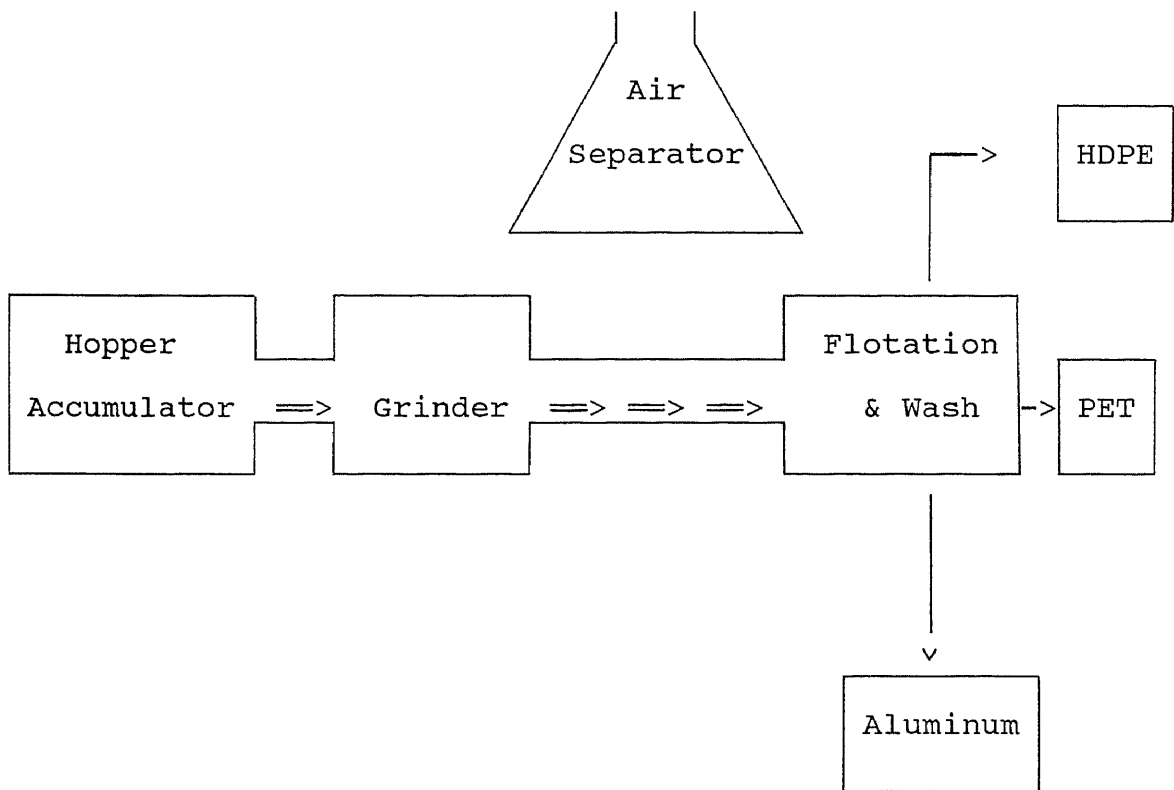 Air
Separator
HDPE
Hopper
Accumulator
==>
Grinder
==> ==> ==>
Flotation
& Wash
->
PET
Aluminum